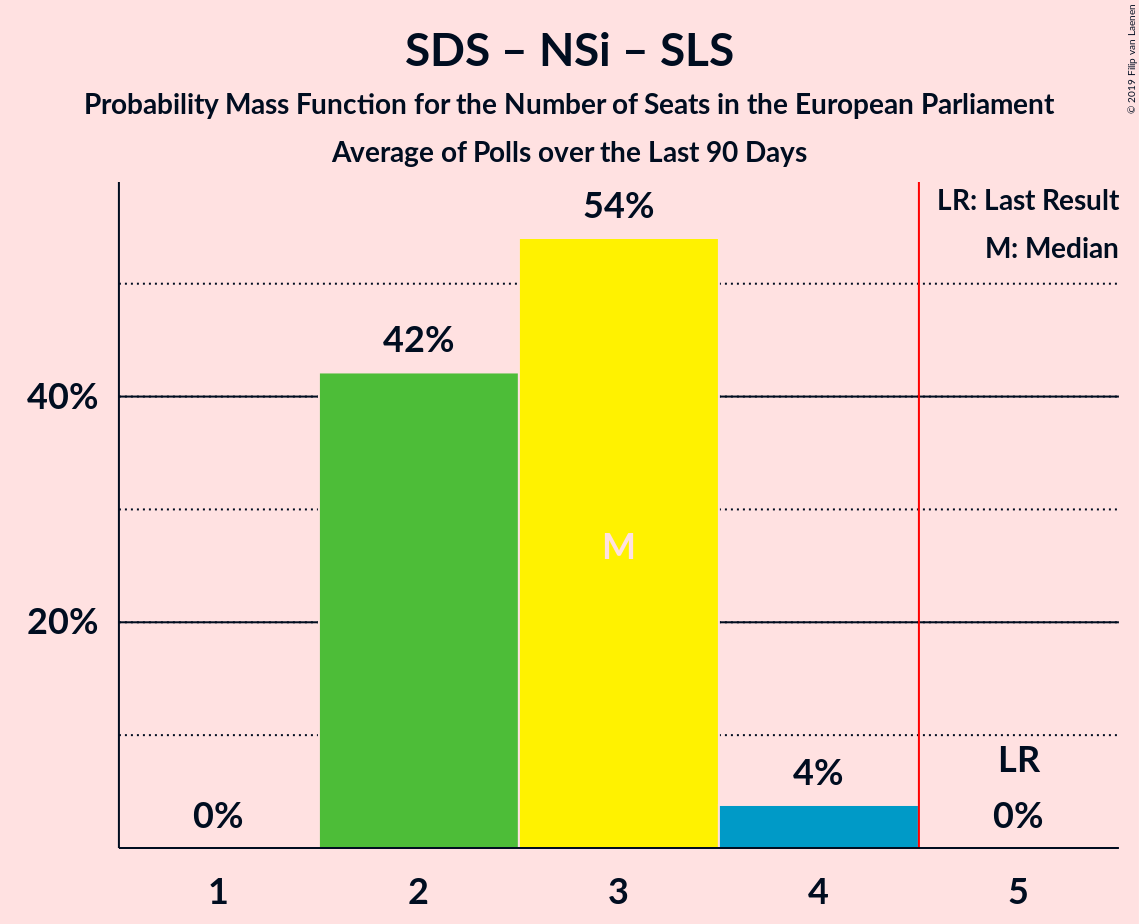 SDS – NSi – SLS
Probability Mass Function for the Number of Seats in the European Parliament
Average of Polls over the Last 90 Days
© 2019 Filip van Laenen
LR: Last Result
M: Median
54%
42%
40%
M
20%
LR
4%
0%
0%
1
2
3
4
5